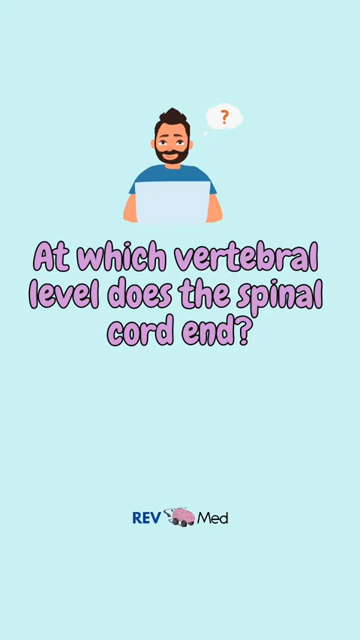 ?
At which vertebral
level does the spinal
cord end?
REV Med